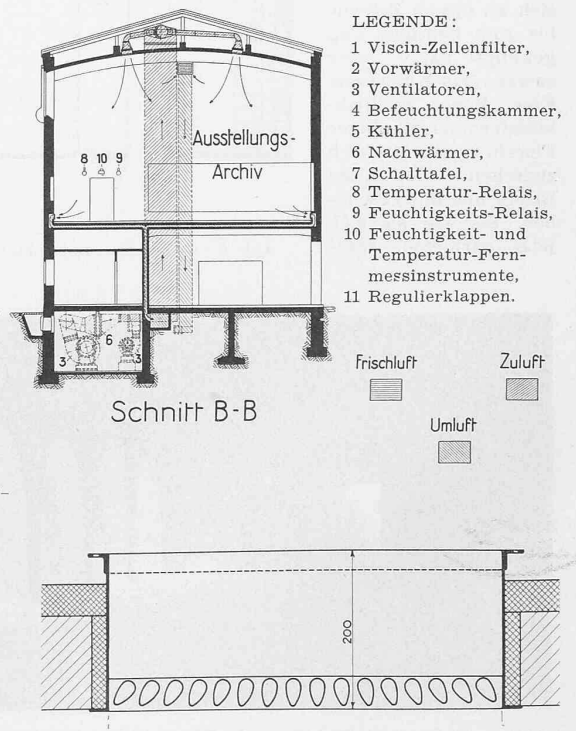 LEGENDE:
1 Viscin-Zellenfilter,
2 Vorwärmer,
3 Ventilatoren,
4 Befeuchtungskammer,
5 Kühler,
6 Nachwärmer,
7 Schalttafel,
8 Temperatur-Relais,
9 Feuchtigkeits-Relais,
10 Feuchtigkeit- und
Temperatur-Fern-
messinstrumente,
11 Regulierklappen.
Ausstellungs-
Archiv
8 10 9
6
3 3
Schnitt B-B
Frischluft Zuluft
Umluft
200